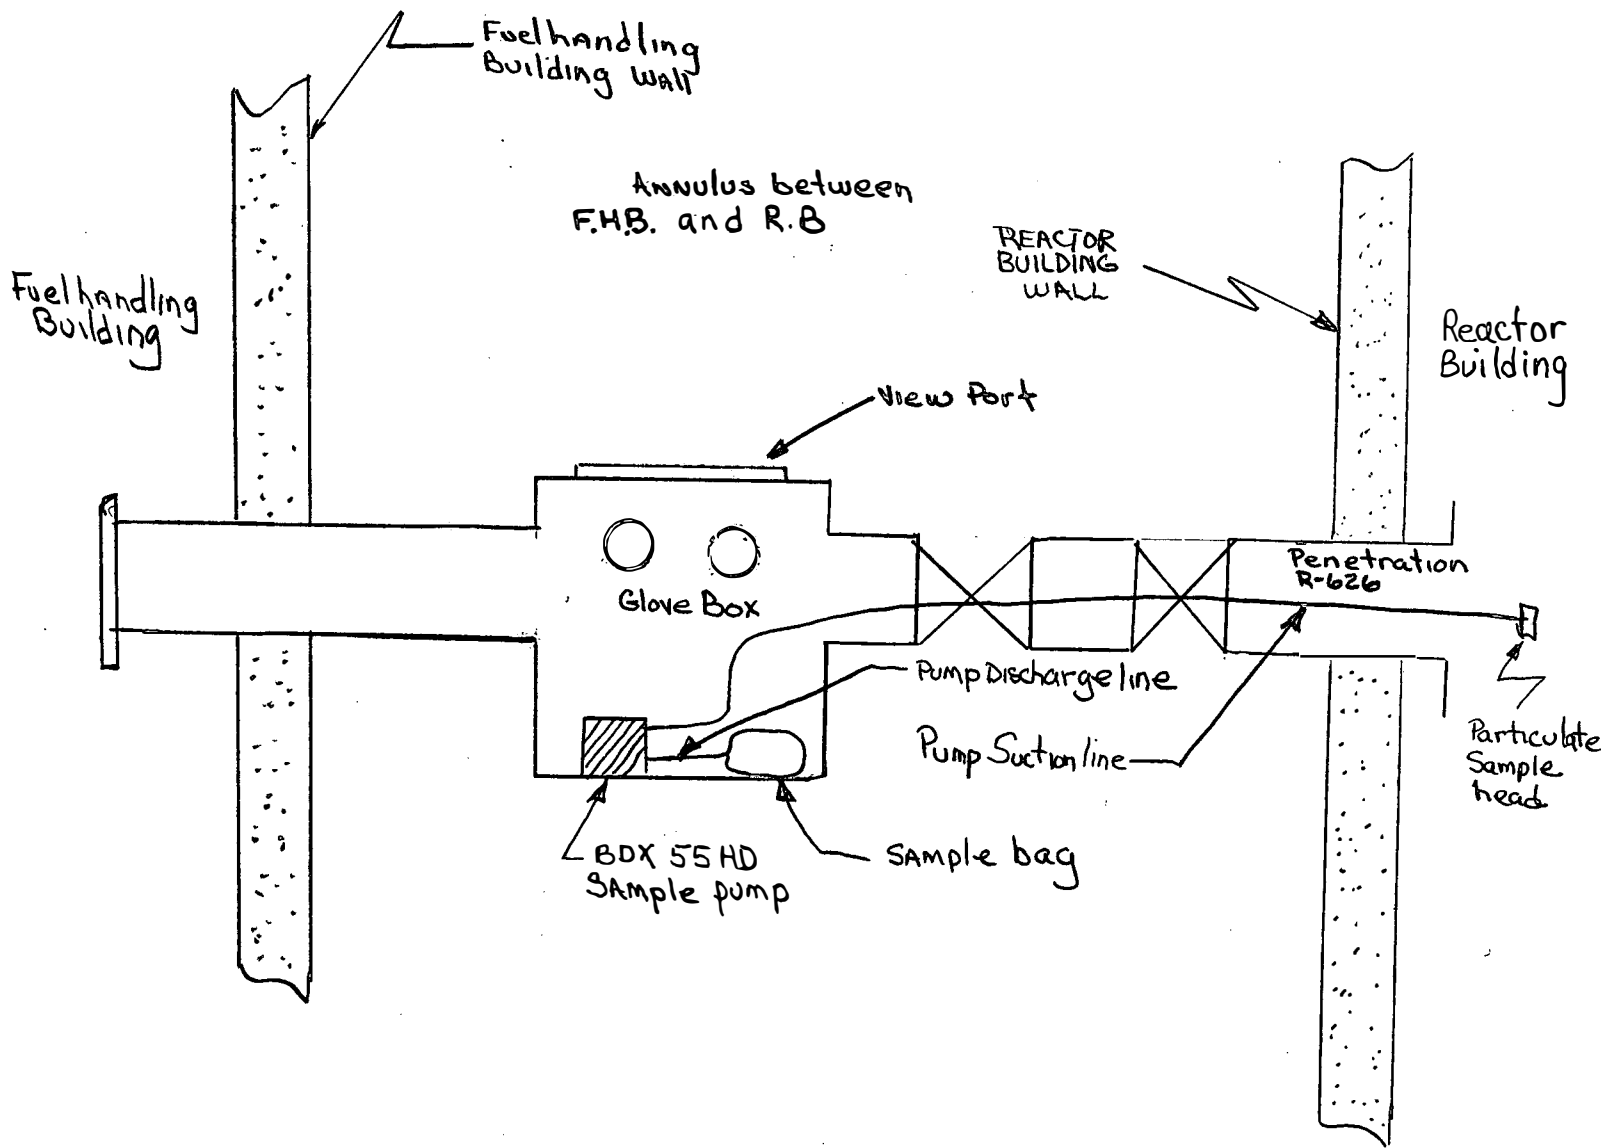 Fuelhandling
Building Wall
Annulus between
F.H.B. and R.B
REACTOR
BUILDING
WALL
Fuelhandling
Building
Reactor
Building
View Port
Penetration
R-626
Glove Box
Pump Discharge line
Pump Suction line
Particulate
Sample
head
BDX 55 HD
SAmple pump
SAmple bag